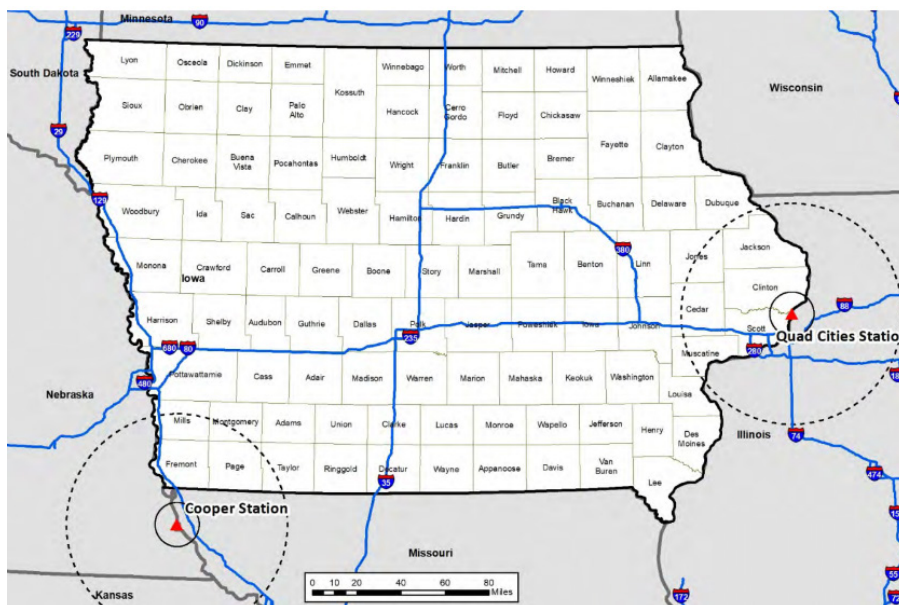 Minnesota
90
229
Lyon
Osceola
Dickinson
Emmet
Winnebago
Worth
Mitchell
Howard
Winneshiek
Allamakee
South Dakota
Kossuth
Wisconsin
Sioux
Obrien
Clay
Palo
Alto
Hancock
Cerro
Gordo
Floyd
Chickasaw
29
Fayette
Clayton
Plymouth
Cherokee
Buena
Vista
Pocahontas
Humboldt
Wright
Franklin
Butler
Bremer
129
Woodbury
Ida
Sac
Calhoun
Webster
Hamilton
Hardin
Grundy
Black
Hawk
Buchanan
Delaware
Dubuque
380
Jackson
Monona
Crawford
Iowa
Carroll
Greene
Boone
Story
Marshall
Tama
Benton
Linn
Jones
Clinton
Harrison
Shelby
Audubon
Guthrie
Dallas
Polk
235
Jasper
Poweshiek
Iowa
Johnson
Cedar
Scott
88
Quad Cities Station
280
680
80
Muscatine
480
Pottawattamie
Cass
Adair
Madison
Warren
Marion
Mahaska
Keokuk
Washington
Louisa
Nebraska
Mills
Montgomery
Adams
Union
Clarke
Lucas
Monroe
Wapello
Jefferson
Henry
Des
Moines
Illinois
74
Fremont
Page
Taylor
Ringgold
Decatur
35
Wayne
Appanoose
Davis
Van
Buren
Lee
474
Cooper Station
Missouri
Kansas
0 10 20 40 60 80
Miles
172
55
72